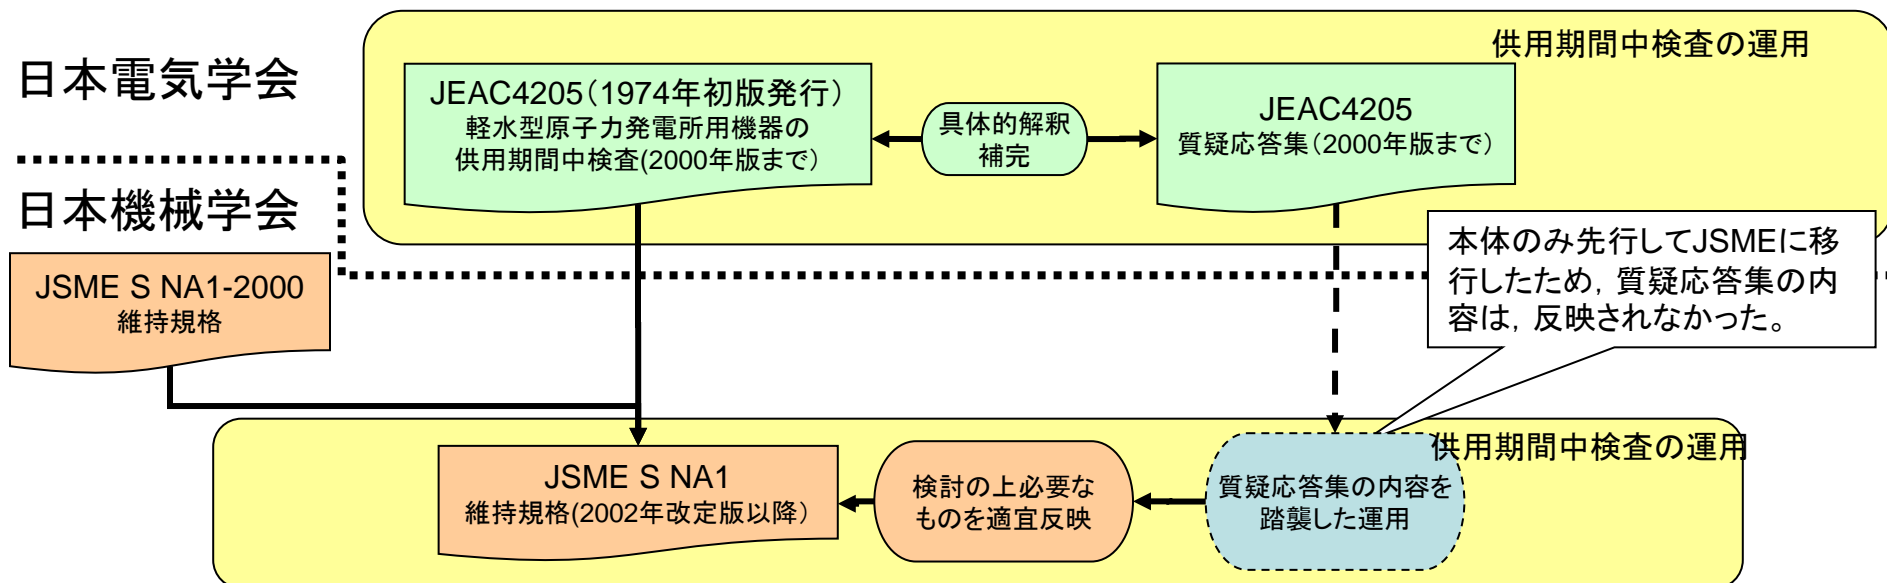 供用期間中検査の運用
日本電気学会
JEAC4205(1974年初版発行)
軽水型原子力発電所用機器の
供用期間中検査(2000年版まで)
具体的解釈
補完
JEAC4205
質疑応答集(2000年版まで)
日本機械学会
JSME S NA1-2000
維持規格
本体のみ先行してJSMEに移
行したため，質疑応答集の内
容は，反映されなかった。
供用期間中検査の運用
JSME S NA1
維持規格(2002年改定版以降)
検討の上必要な
ものを適宜反映
質疑応答集の内容を
踏襲した運用